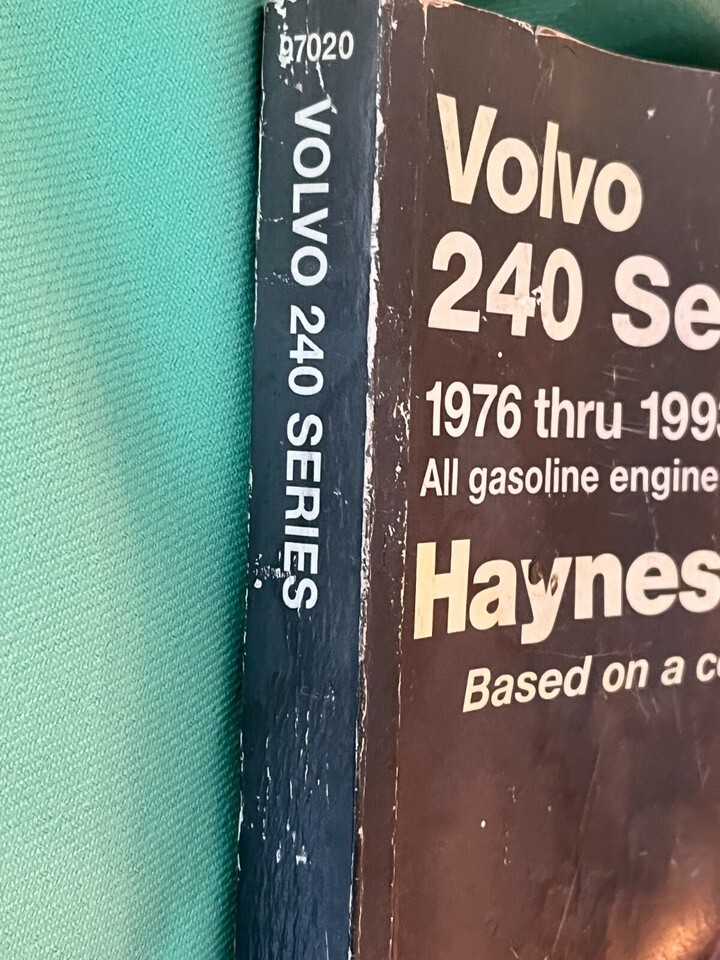 97020
VOLVO 240 SERIES
Volvo
240 Se
1976 thru 199
All gasoline engine
Haynes
Based on a c